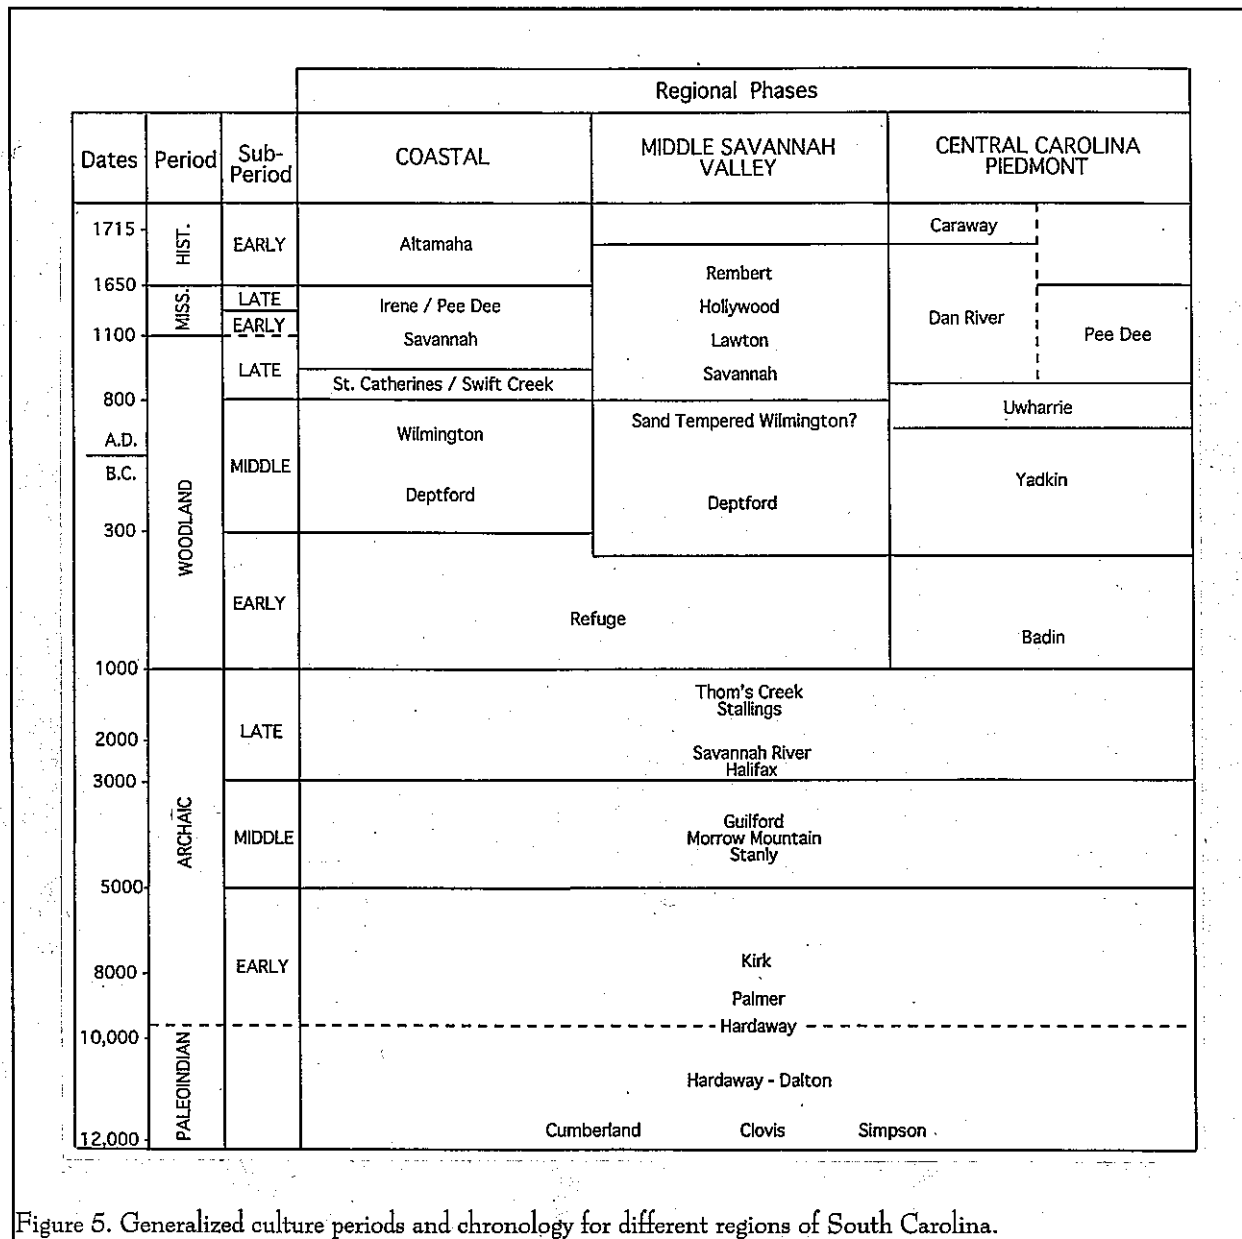 Regional Phases
Dates Period Sub-Period COASTAL MIDDLE SAVANNAH VALLEY CENTRAL CAROLINA PIEDMONT
1715 HIST. EARLY Altamaha Caraway
1650
MISS. LATE Irene / Pee Dee Rembert
EARLY Savannah Hollywood Dan River Pee Dee
1100 Lawton
LATE St. Catherines / Swift Creek Savannah
800 Uwharrie
WOODLAND MIDDLE Wilmington Sand Tempered Wilmington?
A.D.
B.C. Yadkin
Deptford Deptford
300
EARLY Refuge Badin
1000
ARCHAIC LATE Thom's Creek
Stallings
2000
Savannah River
Halifax
3000
MIDDLE Guilford
Morrow Mountain
Stanly
5000
EARLY Kirk
8000
Palmer
Hardaway
10,000
PALEOINDIAN Hardaway - Dalton
12,000 Cumberland Clovis Simpson
Figure 5. Generalized culture periods and chronology for different regions of South Carolina.